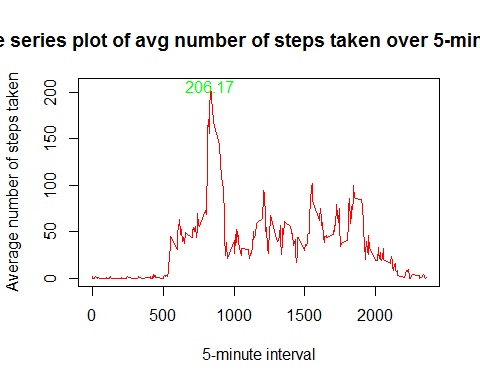 e series plot of avg number of steps taken over 5-min
206.17
Average number of steps taken
0
50
100
150
200
0 500 1000 1500 2000
5-minute interval